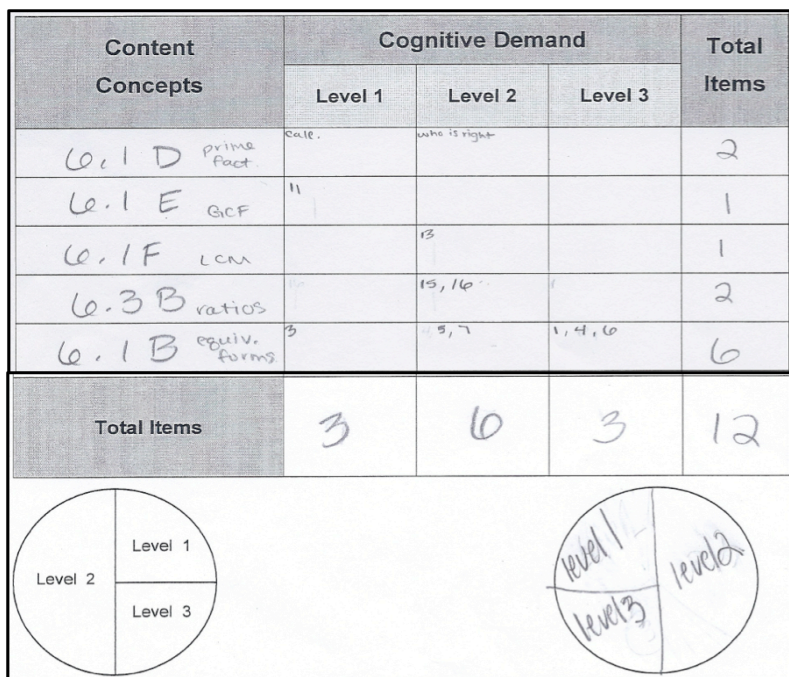 Content Concepts
Cognitive Demand
Total Items
Level 1
Level 2
Level 3
6.1 D prime fact.
calc.
who is right
2
6.1 E GCF
11
1
6.1F LCM
13
1
6.3 B ratios
15, 16
2
6.1 B equiv. forms
3
5, 7
1, 4, 6
6
Total Items
3
6
3
12
Level 2
Level 1
Level 3
level 1
level 2
level 3